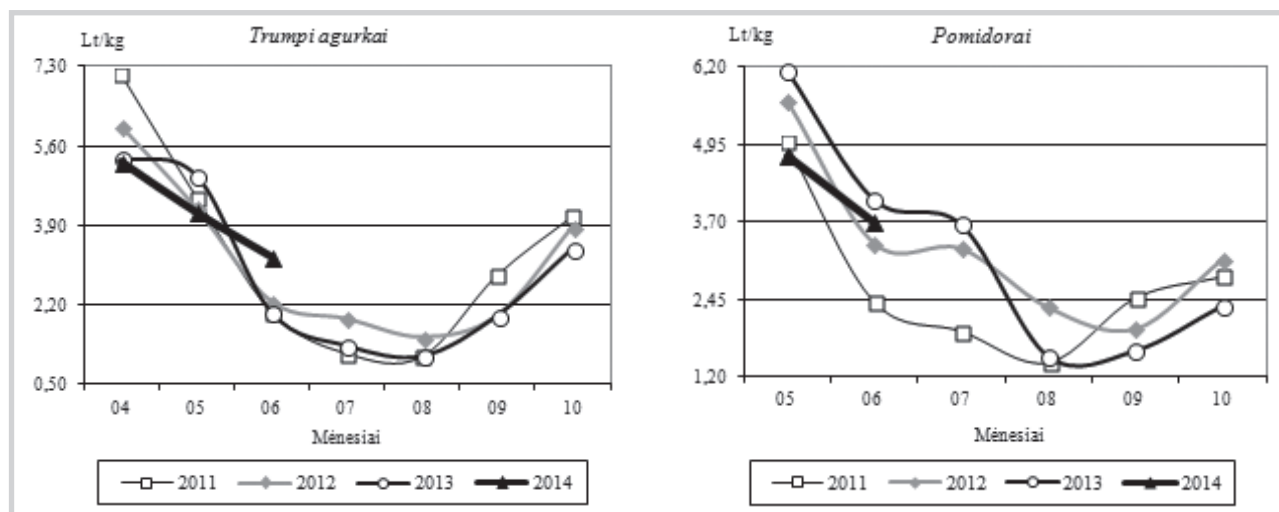 Trumpi agurkai
Lt/kg
7,30
5,60
3,90
2,20
0,50
04 05 06 07 08 09 10
Mėnesiai
2011 2012 2013 2014
Pomidorai
Lt/kg
6,20
4,95
3,70
2,45
1,20
05 06 07 08 09 10
Mėnesiai
2011 2012 2013 2014